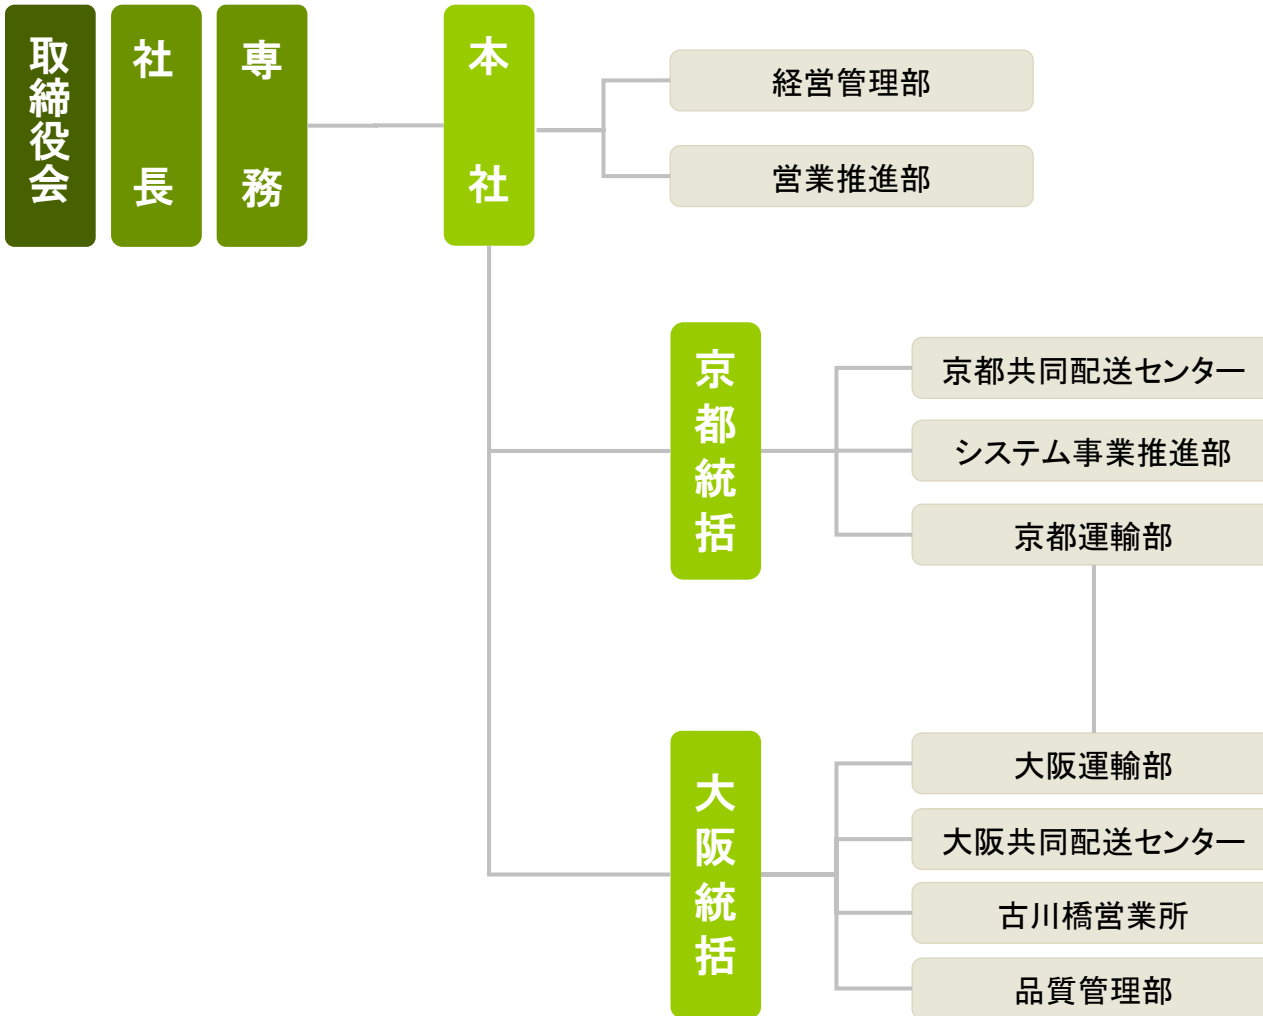 取締役会
社長
専務
本社
経営管理部
営業推進部
京都統括
京都共同配送センター
システム事業推進部
京都運輸部
大阪統括
大阪運輸部
大阪共同配送センター
古川橋営業所
品質管理部